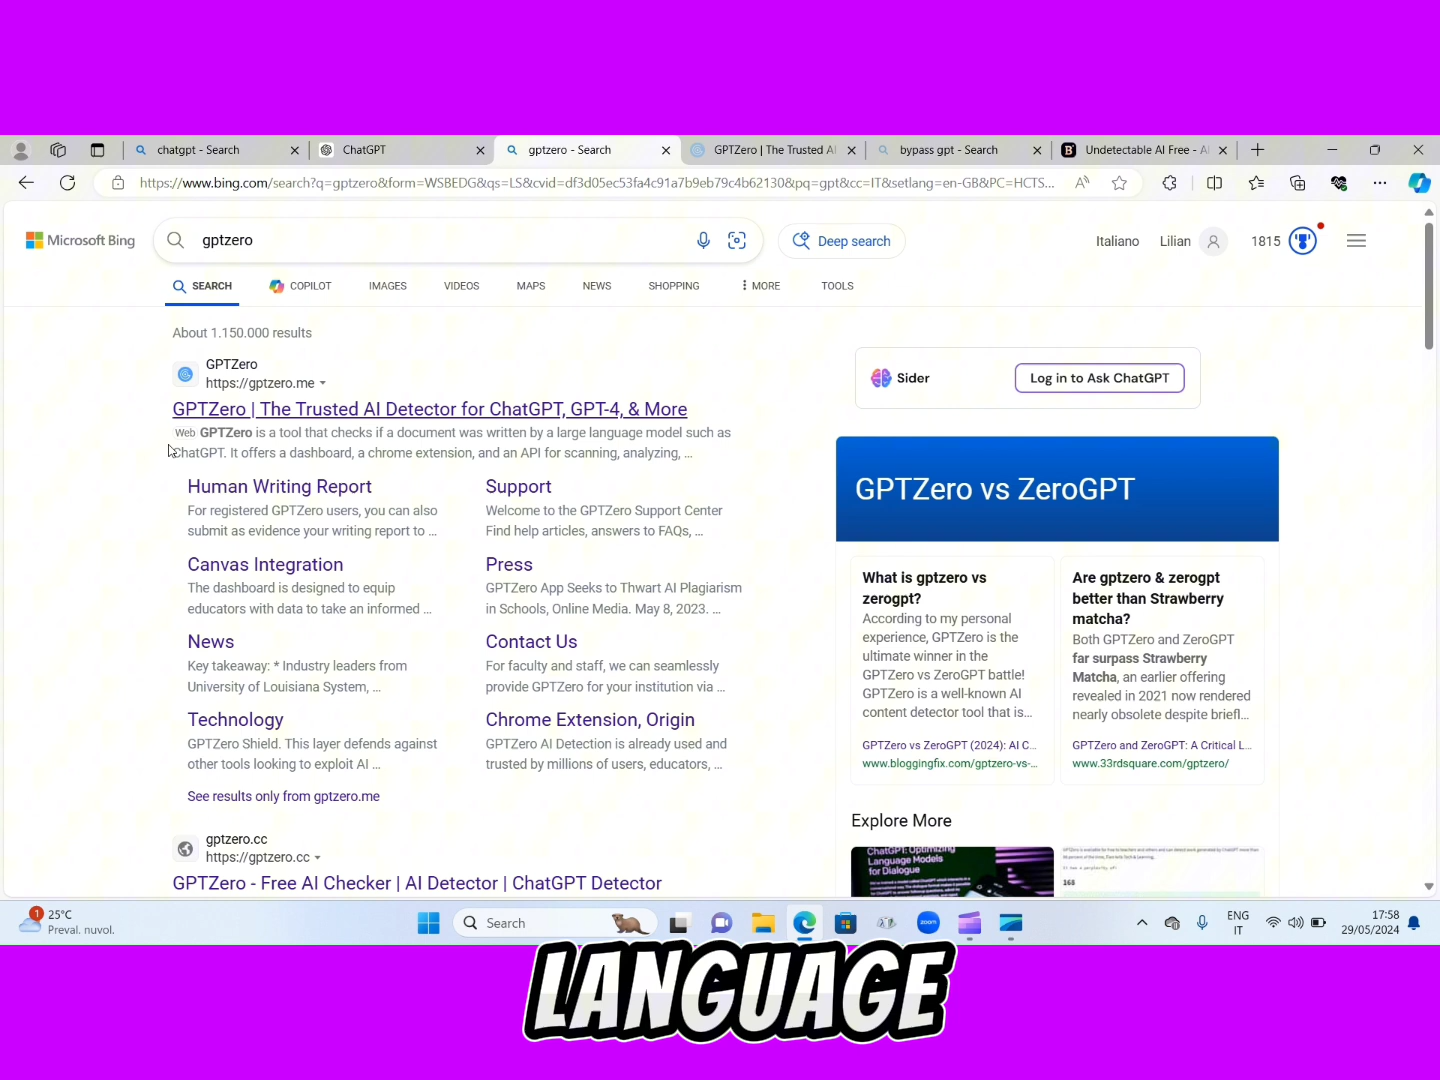 chatgpt - Search
ChatGPT
gptzero - Search
GPTZero | The Trusted AI
bypass gpt - Search
Undetectable AI Free - AI
https://www.bing.com/search?q=gptzero&form=WSBEDG&qs=LS&cvid=df3d05ec53fa4c91a7b9eb79c4b62130&pq=gpt&cc=IT&setlang=en-GB&PC=HCTS...
Microsoft Bing
gptzero
Deep search
Italiano
Lilian
1815
SEARCH
COPILOT
IMAGES
VIDEOS
MAPS
NEWS
SHOPPING
MORE
TOOLS
About 1.150.000 results
GPTZero
https://gptzero.me
GPTZero | The Trusted AI Detector for ChatGPT, GPT-4, & More
Web GPTZero is a tool that checks if a document was written by a large language model such as
ChatGPT. It offers a dashboard, a chrome extension, and an API for scanning, analyzing, ...
Human Writing Report
For registered GPTZero users, you can also
submit as evidence your writing report to ...
Support
Welcome to the GPTZero Support Center
Find help articles, answers to FAQs, ...
Canvas Integration
The dashboard is designed to equip
educators with data to take an informed ...
Press
GPTZero App Seeks to Thwart AI Plagiarism
in Schools, Online Media. May 8, 2023. ...
News
Key takeaway: * Industry leaders from
University of Louisiana System, ...
Contact Us
For faculty and staff, we can seamlessly
provide GPTZero for your institution via ...
Technology
GPTZero Shield. This layer defends against
other tools looking to exploit AI ...
Chrome Extension, Origin
GPTZero AI Detection is already used and
trusted by millions of users, educators, ...
See results only from gptzero.me
gptzero.cc
https://gptzero.cc
GPTZero - Free AI Checker | AI Detector | ChatGPT Detector
Sider
Log in to Ask ChatGPT
GPTZero vs ZeroGPT
What is gptzero vs
zerogpt?
According to my personal
experience, GPTZero is the
ultimate winner in the
GPTZero vs ZeroGPT battle!
GPTZero is a well-known AI
content detector tool that is...
GPTZero vs ZeroGPT (2024): AI C...
www.bloggingfix.com/gptzero-vs-...
Are gptzero & zerogpt
better than Strawberry
matcha?
Both GPTZero and ZeroGPT
far surpass Strawberry
Matcha, an earlier offering
revealed in 2021 now rendered
nearly obsolete despite briefl...
GPTZero and ZeroGPT: A Critical L...
www.33rdsquare.com/gptzero/
Explore More
ChatGPT: Optimizing
Language Models
for Dialogue
168
1
25°C
Preval. nuvol.
Search
zoom
ENG
IT
17:58
29/05/2024
LANGUAGE